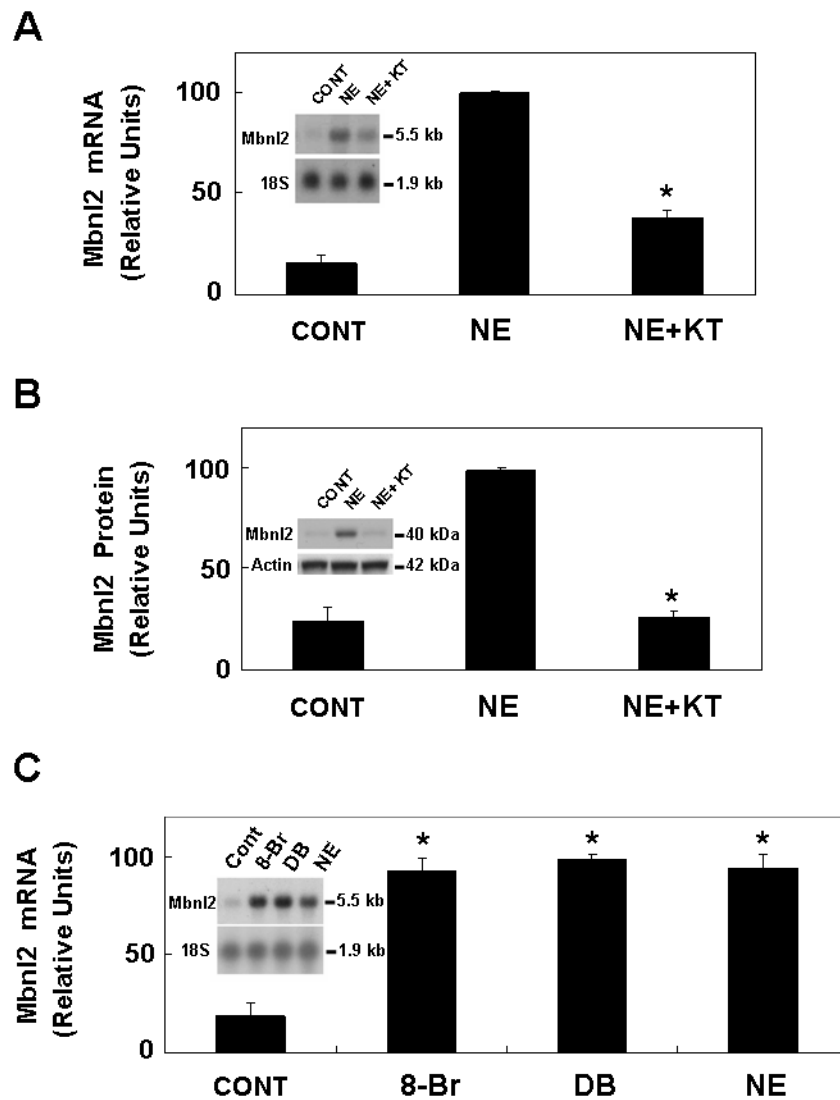 A
Mbnl2 mRNA
(Relative Units)
100
50
0
CONT
NE
NE+KT
Mbnl2
5.5 kb
18S
1.9 kb
*
CONT
NE
NE+KT
B
Mbnl2 Protein
(Relative Units)
100
50
0
CONT
NE
NE+KT
Mbnl2
40 kDa
Actin
42 kDa
*
CONT
NE
NE+KT
C
Mbnl2 mRNA
(Relative Units)
100
50
0
Cont
8-Br
DB
NE
Mbnl2
5.5 kb
18S
1.9 kb
* * *
CONT
8-Br
DB
NE